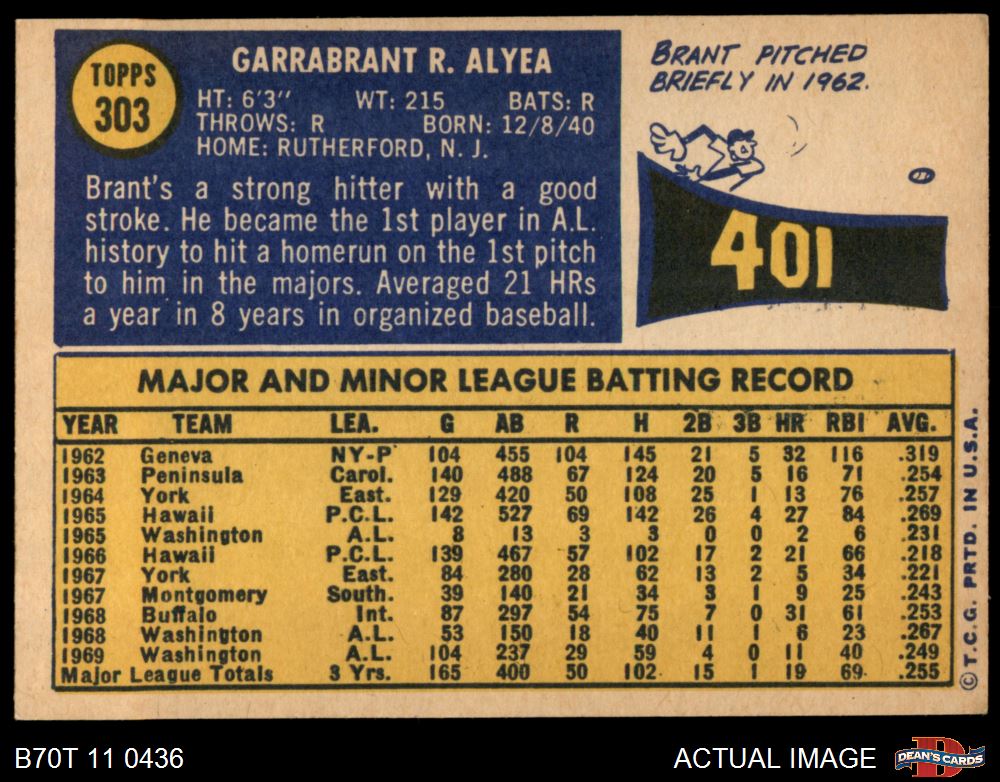 TOPPS
303
GARRABRANT R. ALYEA
HT: 6'3" WT: 215 BATS: R
THROWS: R BORN: 12/8/40
HOME: RUTHERFORD, N. J.
Brant's a strong hitter with a good
stroke. He became the 1st player in A.L.
history to hit a homerun on the 1st pitch
to him in the majors. Averaged 21 HRs
a year in 8 years in organized baseball.
BRANT PITCHED
BRIEFLY IN 1962.
401
MAJOR AND MINOR LEAGUE BATTING RECORD
YEAR TEAM LEA. G AB R H 2B 3B HR RBI AVG.
1962 Geneva NY-P 104 455 104 145 21 5 32 116 .319
1963 Peninsula Carol. 140 488 67 124 20 5 16 71 .254
1964 York East. 129 420 50 108 25 1 13 76 .257
1965 Hawaii P.C.L. 142 527 69 142 26 4 27 84 .269
1965 Washington A.L. 8 13 3 3 0 0 2 6 .231
1966 Hawaii P.C.L. 139 467 57 102 17 2 21 66 .218
1967 York East. 84 280 28 62 13 2 5 34 .221
1967 Montgomery South. 39 140 21 34 3 1 9 25 .243
1968 Buffalo Int. 87 297 54 75 7 0 31 61 .253
1968 Washington A.L. 53 150 18 40 11 1 6 23 .267
1969 Washington A.L. 104 237 29 59 4 0 11 40 .249
Major League Totals 3 Yrs. 165 400 50 102 15 1 19 69 .255
©T.C.G. PRTD. IN U.S.A.
B70T 11 0436
ACTUAL IMAGE
D
DEAN'S CARDS